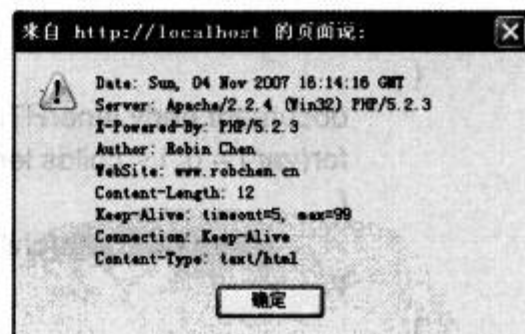 来自 http://localhost 的页面说:
Date: Sun, 04 Nov 2007 16:14:16 GMT
Server: Apache/2.2.4 (Win32) PHP/5.2.3
X-Powered-By: PHP/5.2.3
Author: Robin Chen
WebSite: www.robchen.cn
Content-Length: 12
Keep-Alive: timeout=5, max=99
Connection: Keep-Alive
Content-Type: text/html
确定